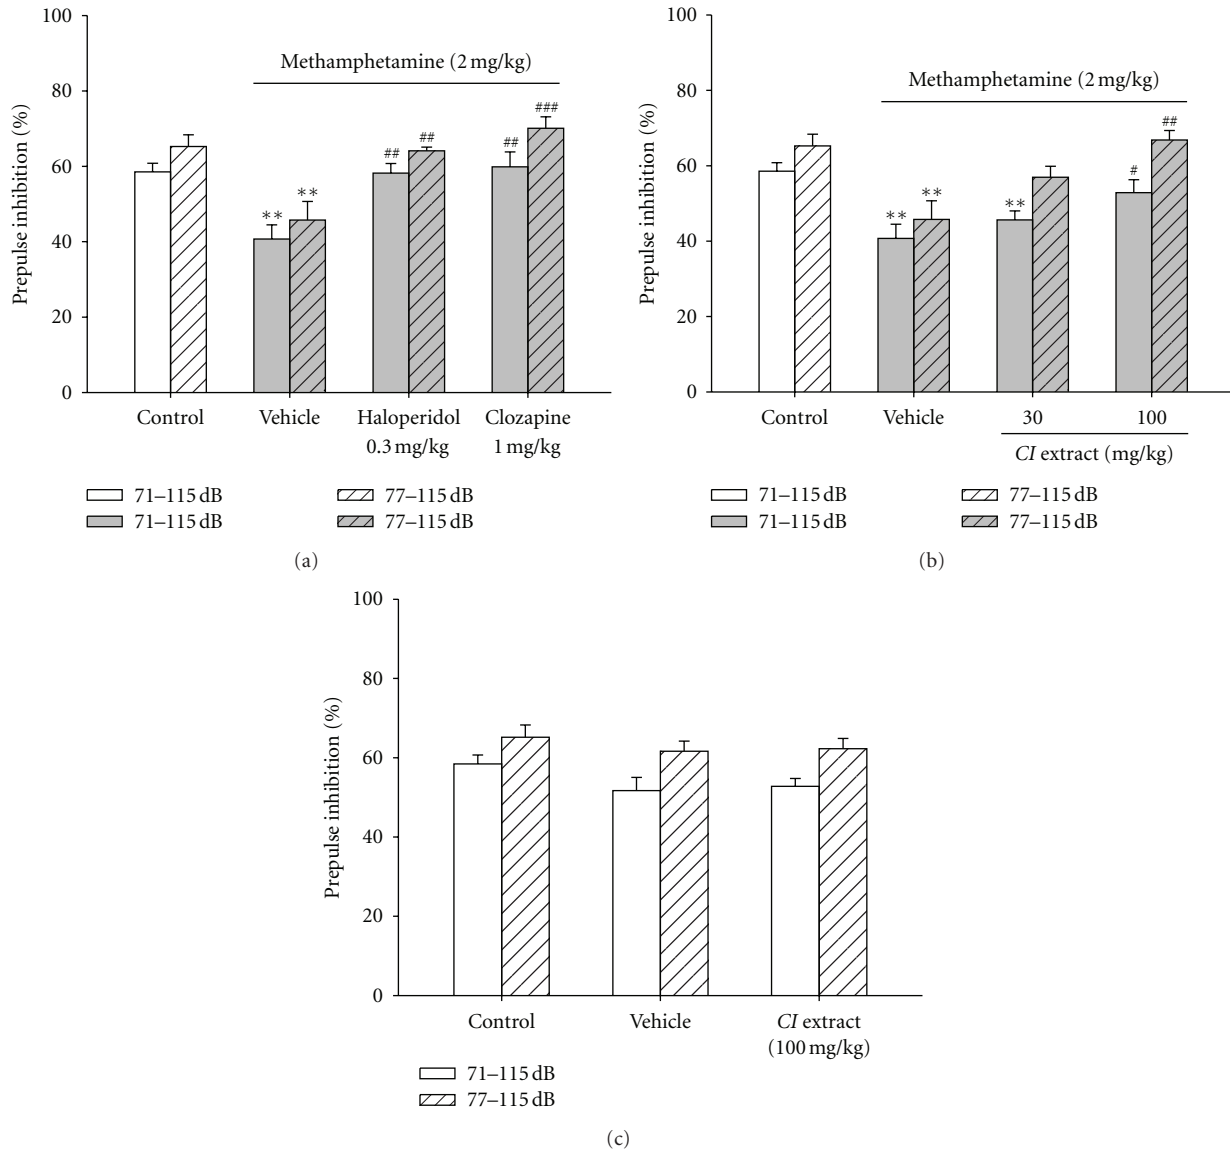 100
80
60
40
20
0
Prepulse inhibition (%)
Methamphetamine (2 mg/kg)
** ** ## ## ## ###
Control Vehicle Haloperidol Clozapine
0.3 mg/kg 1 mg/kg
71–115 dB 77–115 dB
71–115 dB 77–115 dB
(a)
100
80
60
40
20
0
Prepulse inhibition (%)
Methamphetamine (2 mg/kg)
** ** ** # ##
Control Vehicle 30 100
CI extract (mg/kg)
71–115 dB 77–115 dB
71–115 dB 77–115 dB
(b)
100
80
60
40
20
0
Prepulse inhibition (%)
Control Vehicle CI extract
(100 mg/kg)
71–115 dB
77–115 dB
(c)